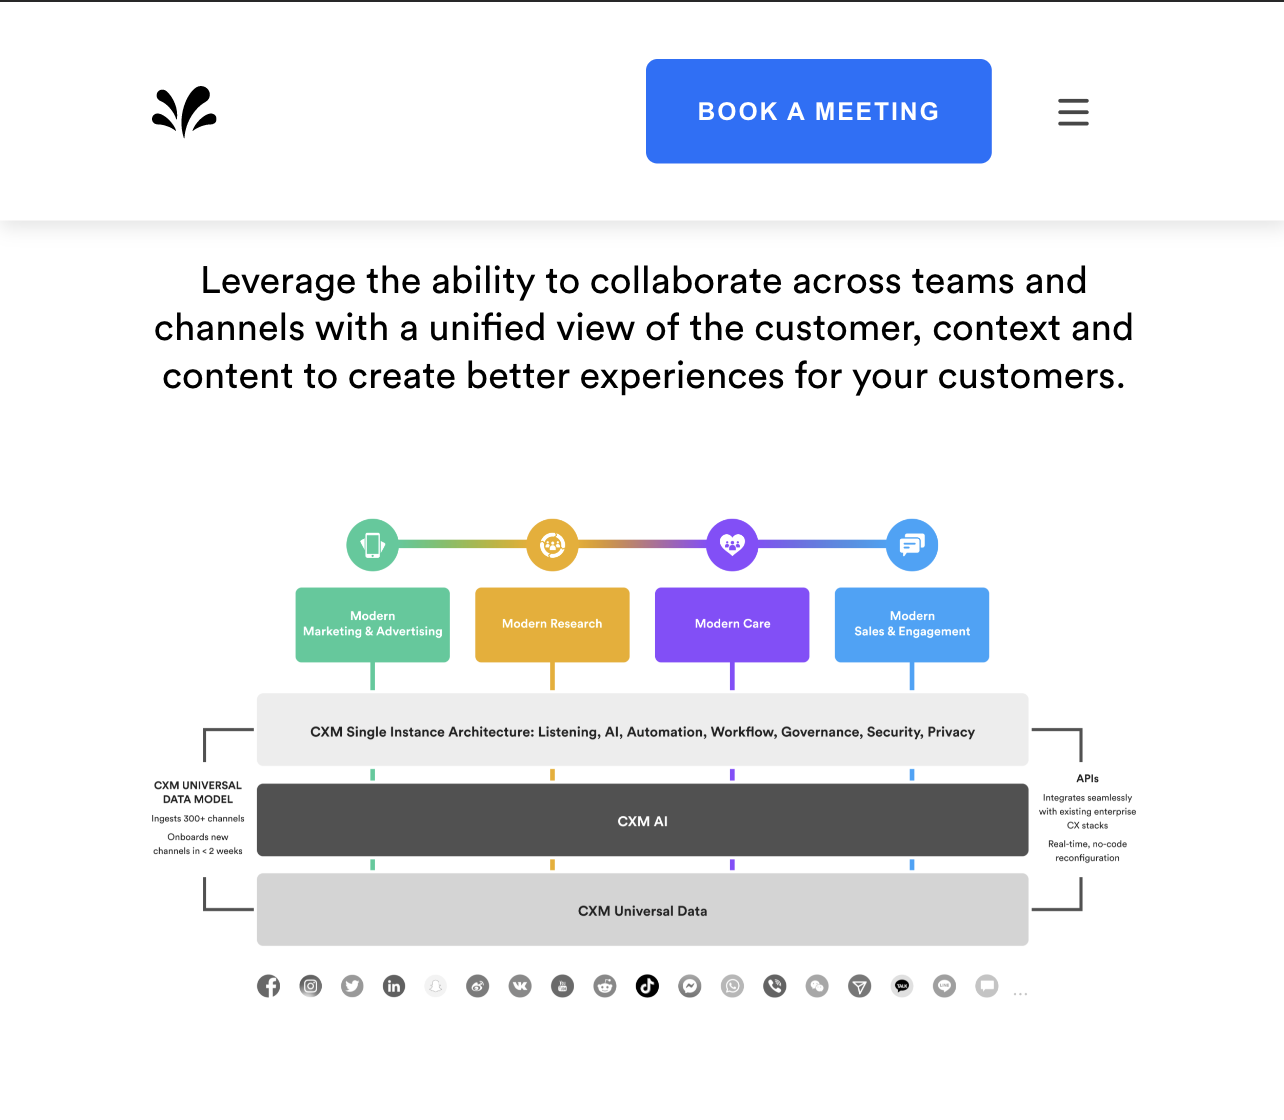 BOOK A MEETING
Leverage the ability to collaborate across teams and
channels with a unified view of the customer, context and
content to create better experiences for your customers.
Modern
Marketing & Advertising
Modern Research
Modern Care
Modern
Sales & Engagement
CXM Single Instance Architecture: Listening, AI, Automation, Workflow, Governance, Security, Privacy
CXM UNIVERSAL
DATA MODEL
Ingests 300+ channels
Onboards new
channels in < 2 weeks
CXM AI
APIs
Integrates seamlessly
with existing enterprise
CX stacks
Real-time, no-code
reconfiguration
CXM Universal Data
in
TALK
LINE
...